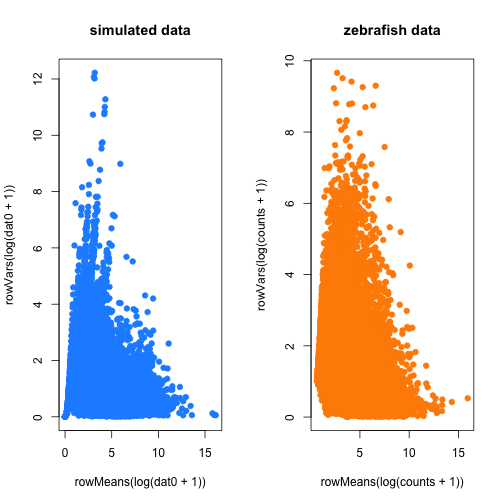 simulated data
rowVars(log(dat0 + 1))
0 2 4 6 8 10 12
0 5 10 15
rowMeans(log(dat0 + 1))
zebrafish data
rowVars(log(counts + 1))
0 2 4 6 8 10
0 5 10 15
rowMeans(log(counts + 1))